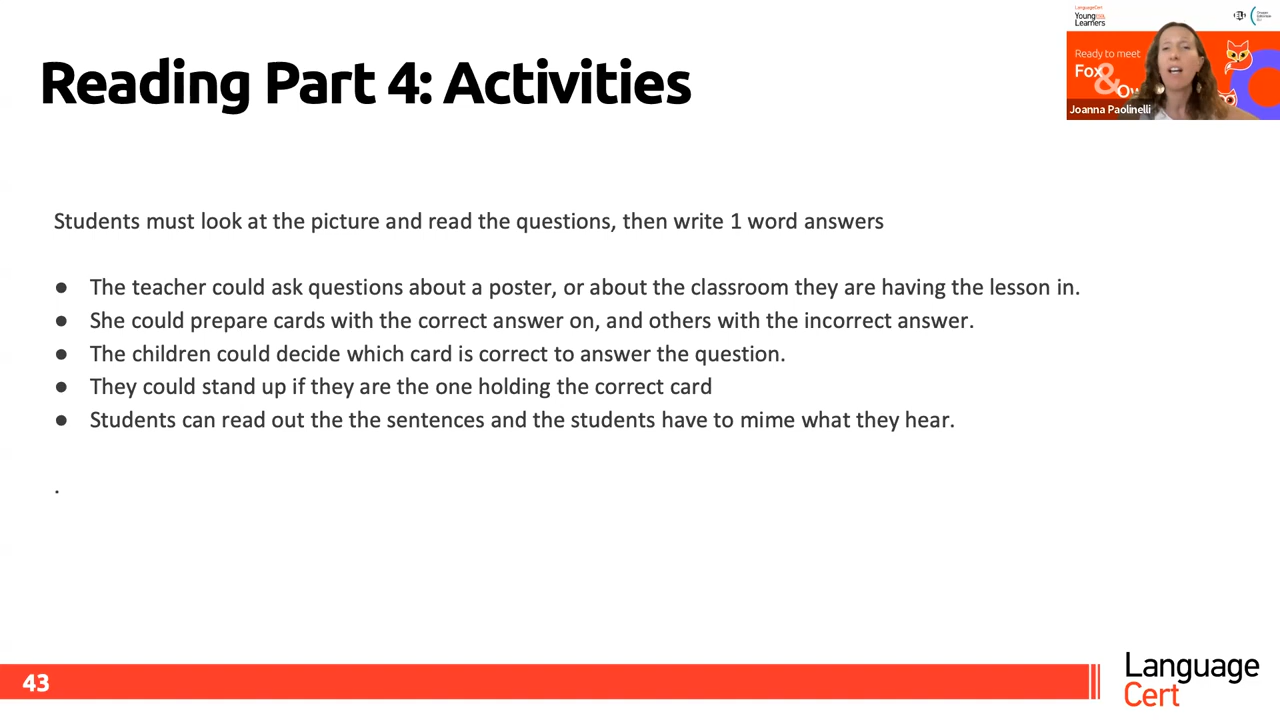 Reading Part 4: Activities
LanguageCert
Young
Learners
Ready to meet
Fox
&
Joanna Paolinelli
Students must look at the picture and read the questions, then write 1 word answers
● The teacher could ask questions about a poster, or about the classroom they are having the lesson in.
● She could prepare cards with the correct answer on, and others with the incorrect answer.
● The children could decide which card is correct to answer the question.
● They could stand up if they are the one holding the correct card
● Students can read out the the sentences and the students have to mime what they hear.
.
43
Language
Cert